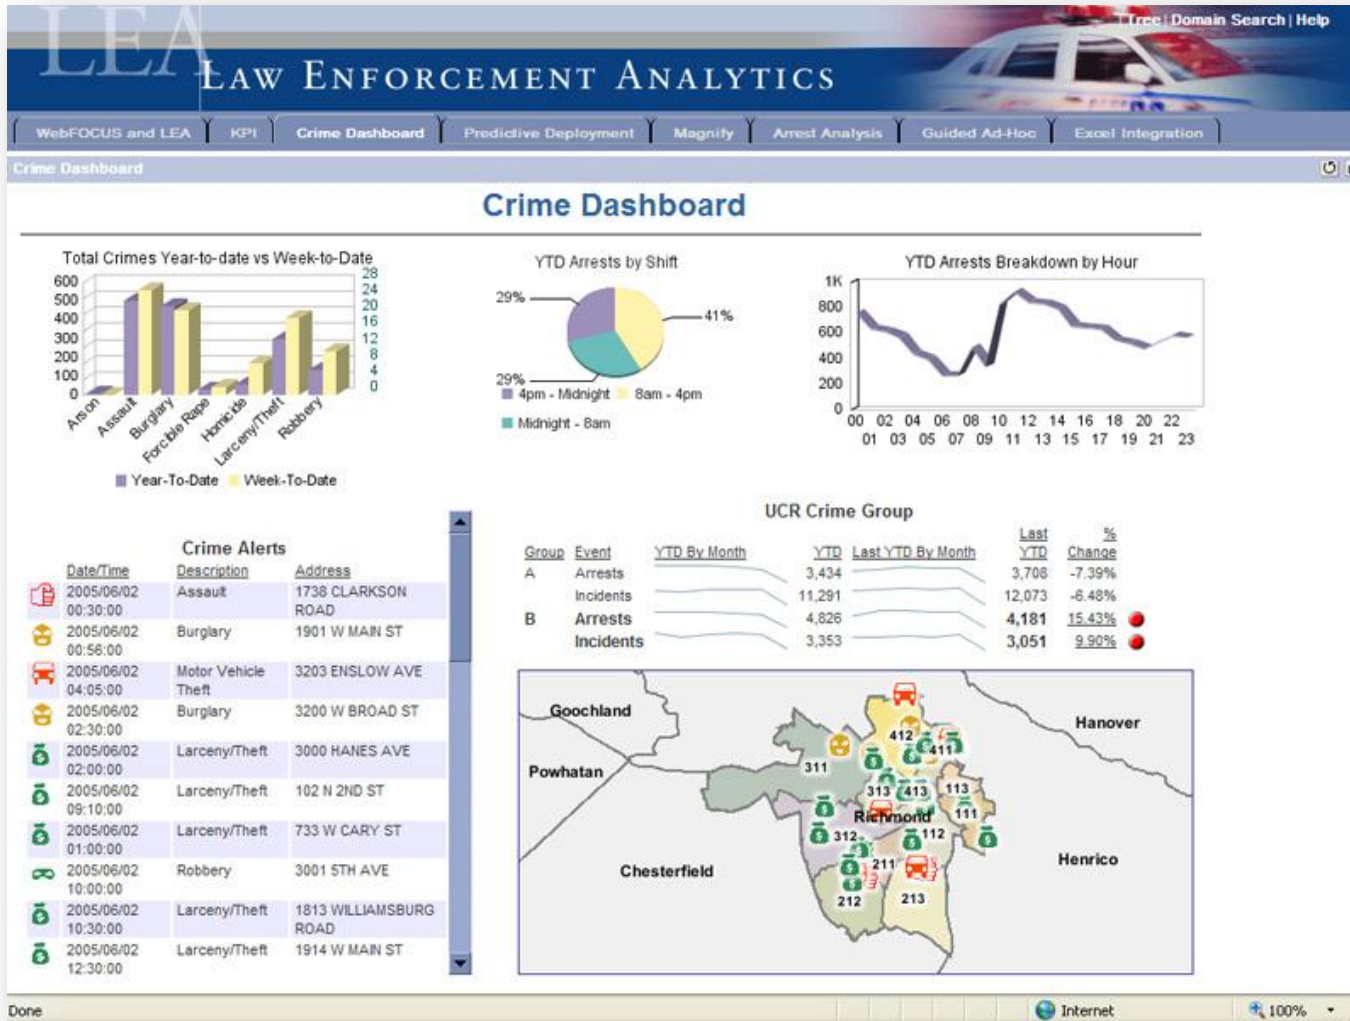 LEA
Tree | Domain Search | Help
LAW ENFORCEMENT ANALYTICS
WebFOCUS and LEA KPI Crime Dashboard Predictive Deployment Magnify Arrest Analysis Guided Ad-Hoc Excel Integration
Crime Dashboard
Crime Dashboard
Total Crimes Year-to-date vs Week-to-Date
600
500
400
300
200
100
0
28
24
20
16
12
8
4
0
Arson
Assault
Burglary
Forcible Rape
Homicide
Larceny/Theft
Robbery
Year-To-Date Week-To-Date
YTD Arrests by Shift
29%
41%
29%
4pm - Midnight 8am - 4pm
Midnight - 8am
YTD Arrests Breakdown by Hour
1K
800
600
400
200
0
00 02 04 06 08 10 12 14 16 18 20 22
01 03 05 07 09 11 13 15 17 19 21 23
Crime Alerts
Date/Time Description Address
2005/06/02 Assault 1738 CLARKSON
00:30:00 ROAD
2005/06/02 Burglary 1901 W MAIN ST
00:56:00
2005/06/02 Motor Vehicle 3203 ENSLOW AVE
04:05:00 Theft
2005/06/02 Burglary 3200 W BROAD ST
02:30:00
2005/06/02 Larceny/Theft 3000 HANES AVE
02:00:00
2005/06/02 Larceny/Theft 102 N 2ND ST
09:10:00
2005/06/02 Larceny/Theft 733 W CARY ST
01:00:00
2005/06/02 Robbery 3001 5TH AVE
10:00:00
2005/06/02 Larceny/Theft 1813 WILLIAMSBURG
10:30:00 ROAD
2005/06/02 Larceny/Theft 1914 W MAIN ST
12:30:00
UCR Crime Group
Last %
Group Event YTD By Month YTD Last YTD By Month YTD Change
A Arrests 3,434 3,708 -7.39%
Incidents 11,291 12,073 -6.48%
B Arrests 4,826 4,181 15.43%
Incidents 3,353 3,051 9.90%
Goochland
Hanover
Powhatan
412
411
311
313 413 113
111
Richmond
312 112
211
Chesterfield
Henrico
212
213
Done
Internet
100%